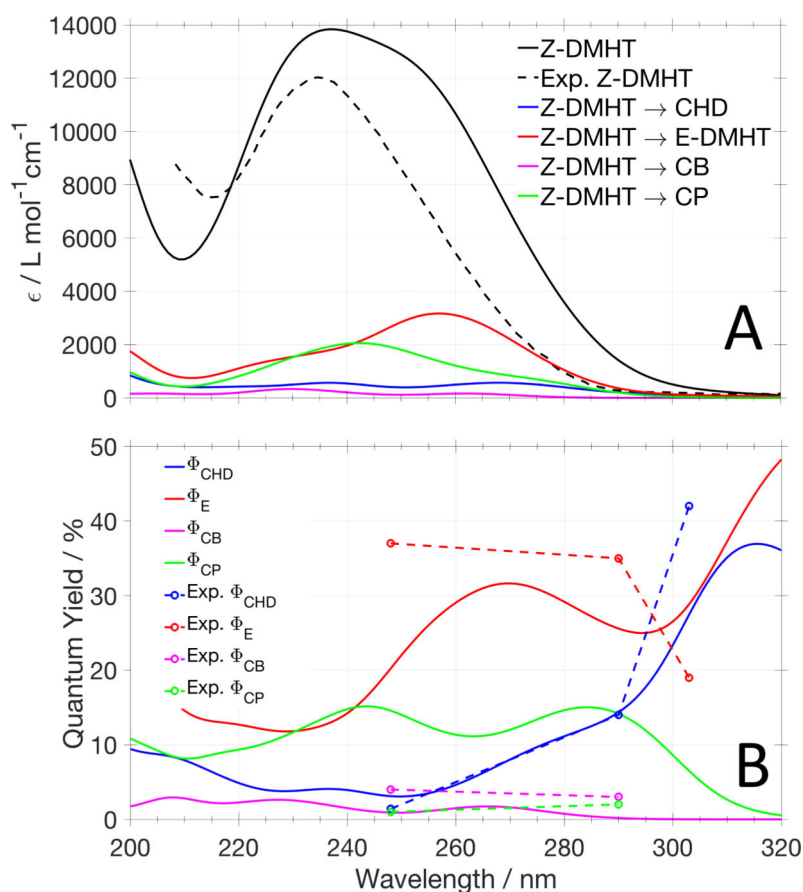 14000
12000
10000
8000
6000
4000
2000
0
ϵ / L mol⁻¹cm⁻¹
Z-DMHT
Exp. Z-DMHT
Z-DMHT → CHD
Z-DMHT → E-DMHT
Z-DMHT → CB
Z-DMHT → CP
A
50
40
30
20
10
0
Quantum Yield / %
Φ_CHD
Φ_E
Φ_CB
Φ_CP
Exp. Φ_CHD
Exp. Φ_E
Exp. Φ_CB
Exp. Φ_CP
B
200 220 240 260 280 300 320
Wavelength / nm